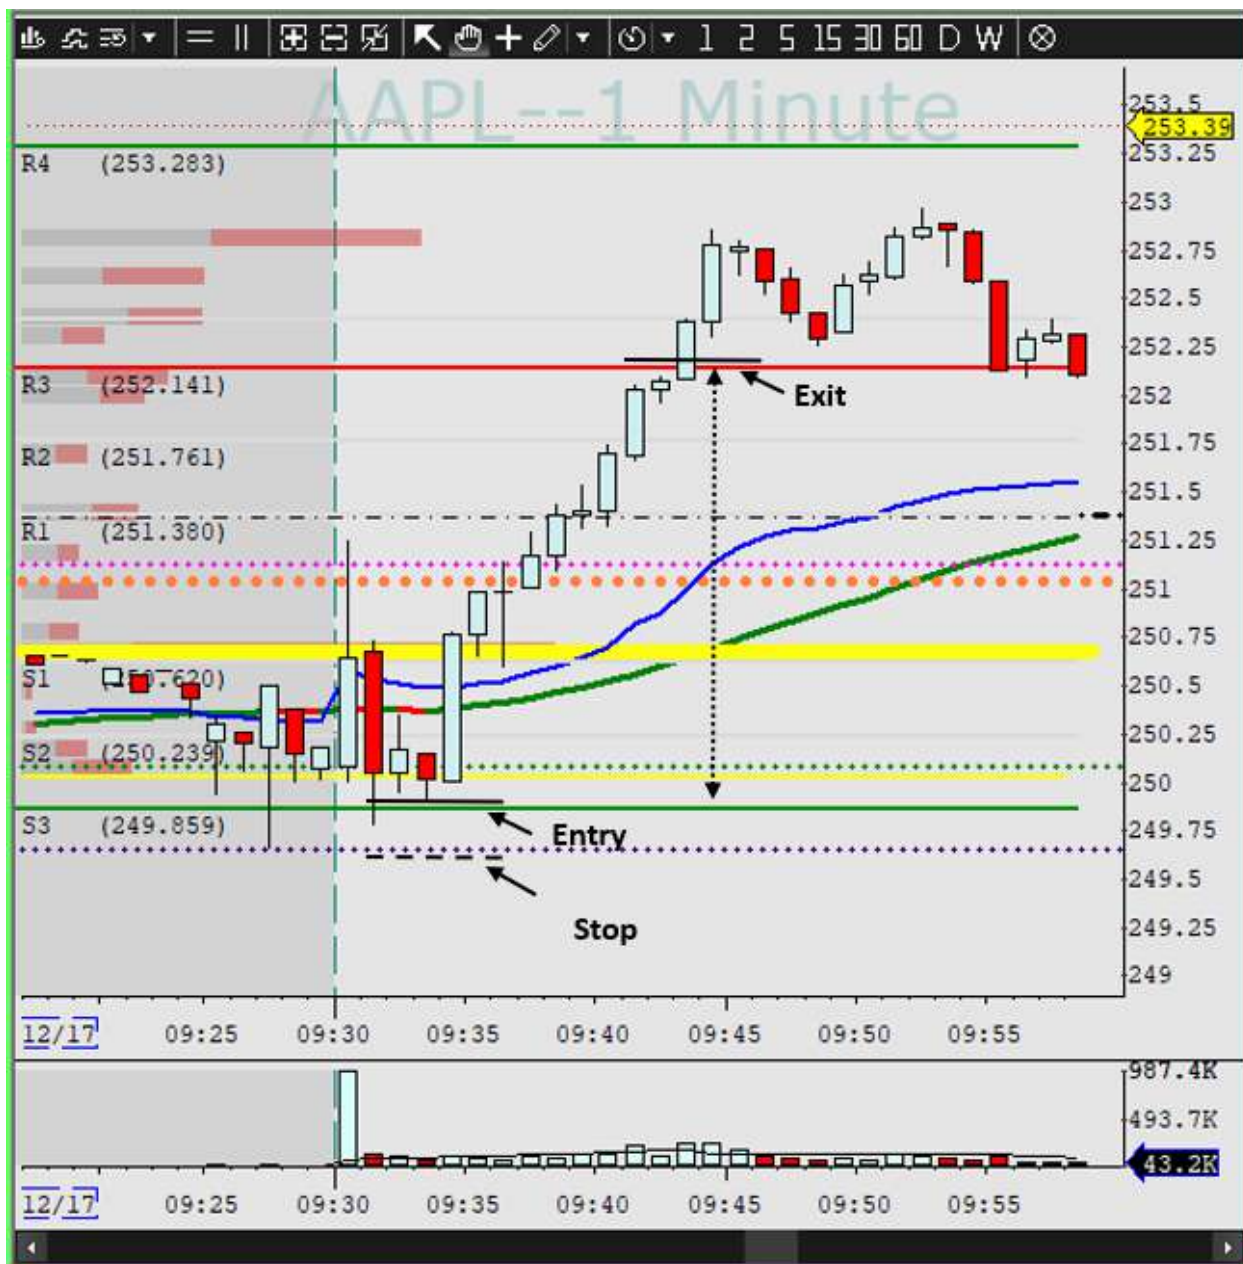 1 2 5 15 30 60 D W
AAPL--1 Minute
253.5
253.39
253.25
R4 (253.283)
253
252.75
252.5
252.25
R3 (252.141)
Exit
252
251.75
R2 (251.761)
251.5
R1 (251.380)
251.25
251
250.75
S1 (250.620)
250.5
250.25
S2 (250.239)
250
S3 (249.859)
Entry
249.75
249.5
Stop
249.25
249
12/17 09:25 09:30 09:35 09:40 09:45 09:50 09:55
987.4K
493.7K
43.2K
12/17 09:25 09:30 09:35 09:40 09:45 09:50 09:55